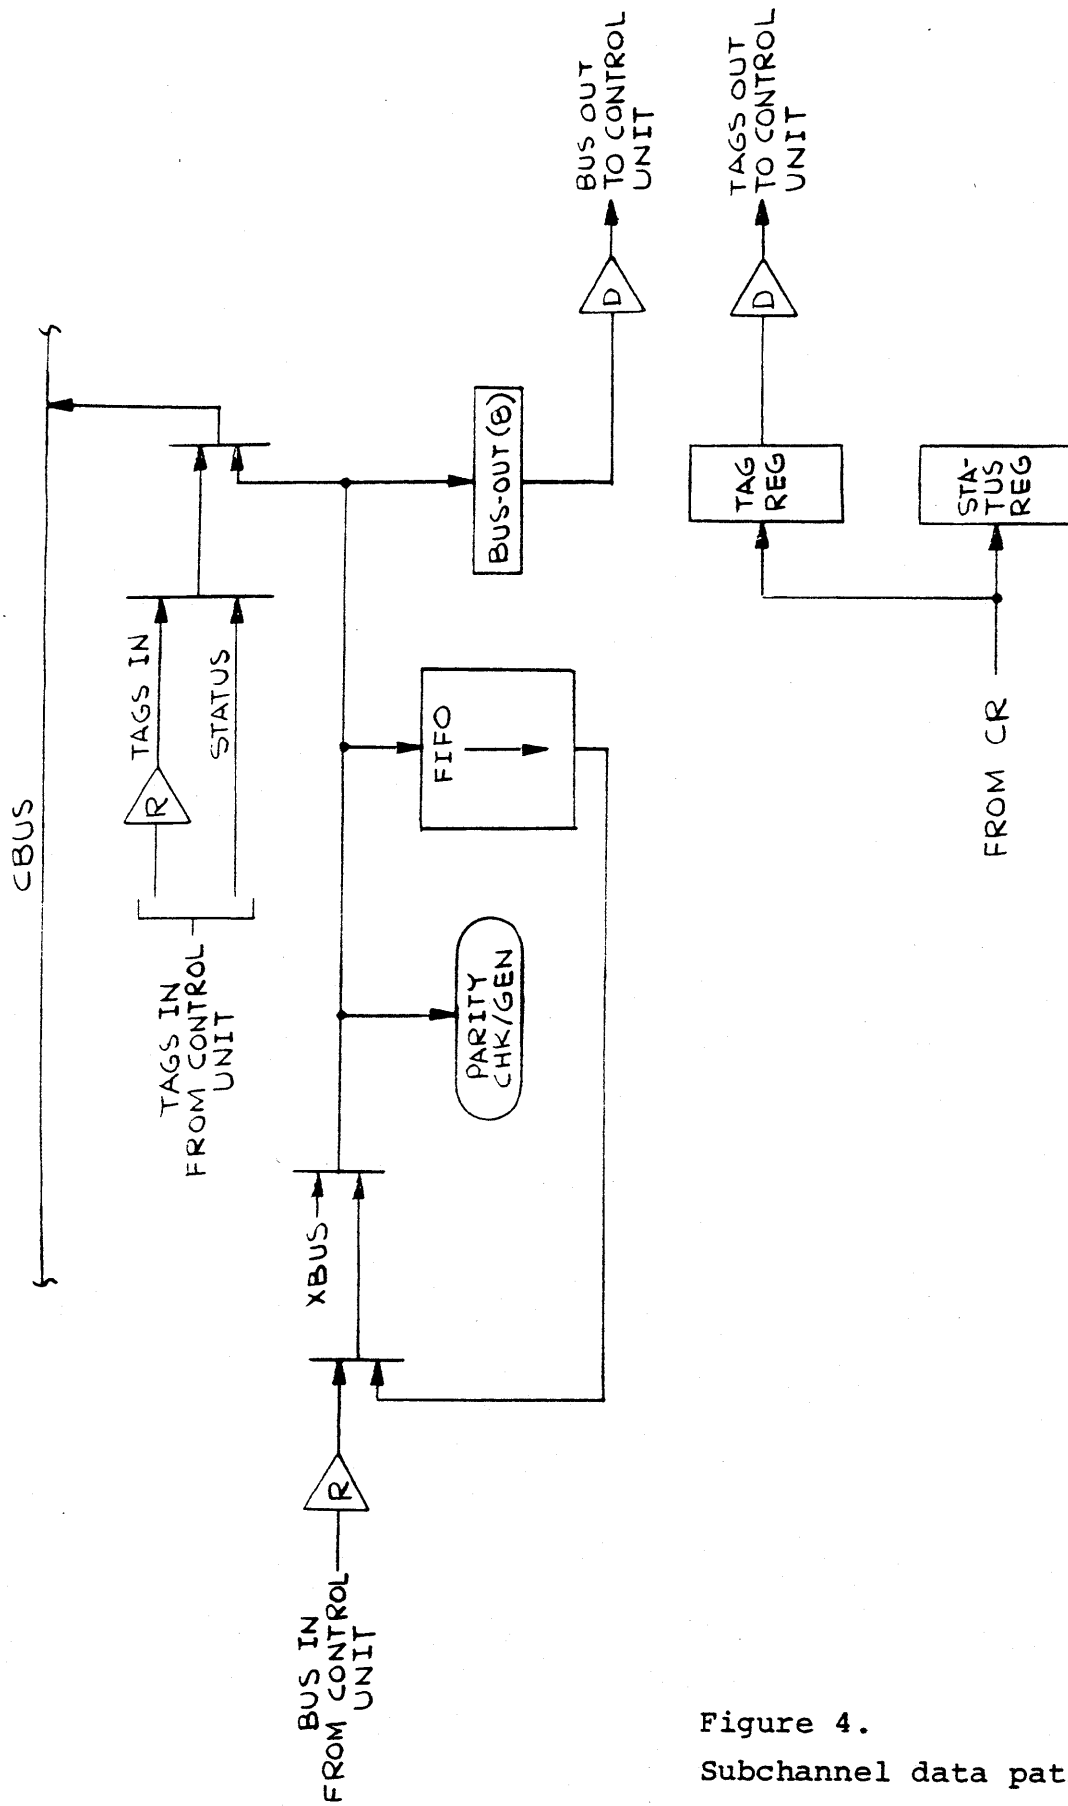 CBUS
TAGS IN
FROM CONTROL
UNIT
R
TAGS IN
STATUS
BUS IN
FROM CONTROL
UNIT
R
XBUS
PARITY
CHK/GEN
FIFO
BUS-OUT (8)
D
BUS OUT
TO CONTROL
UNIT
FROM CR
TAG
REG
STA-
TUS
REG
D
TAGS OUT
TO CONTROL
UNIT
Figure 4.
Subchannel data pat